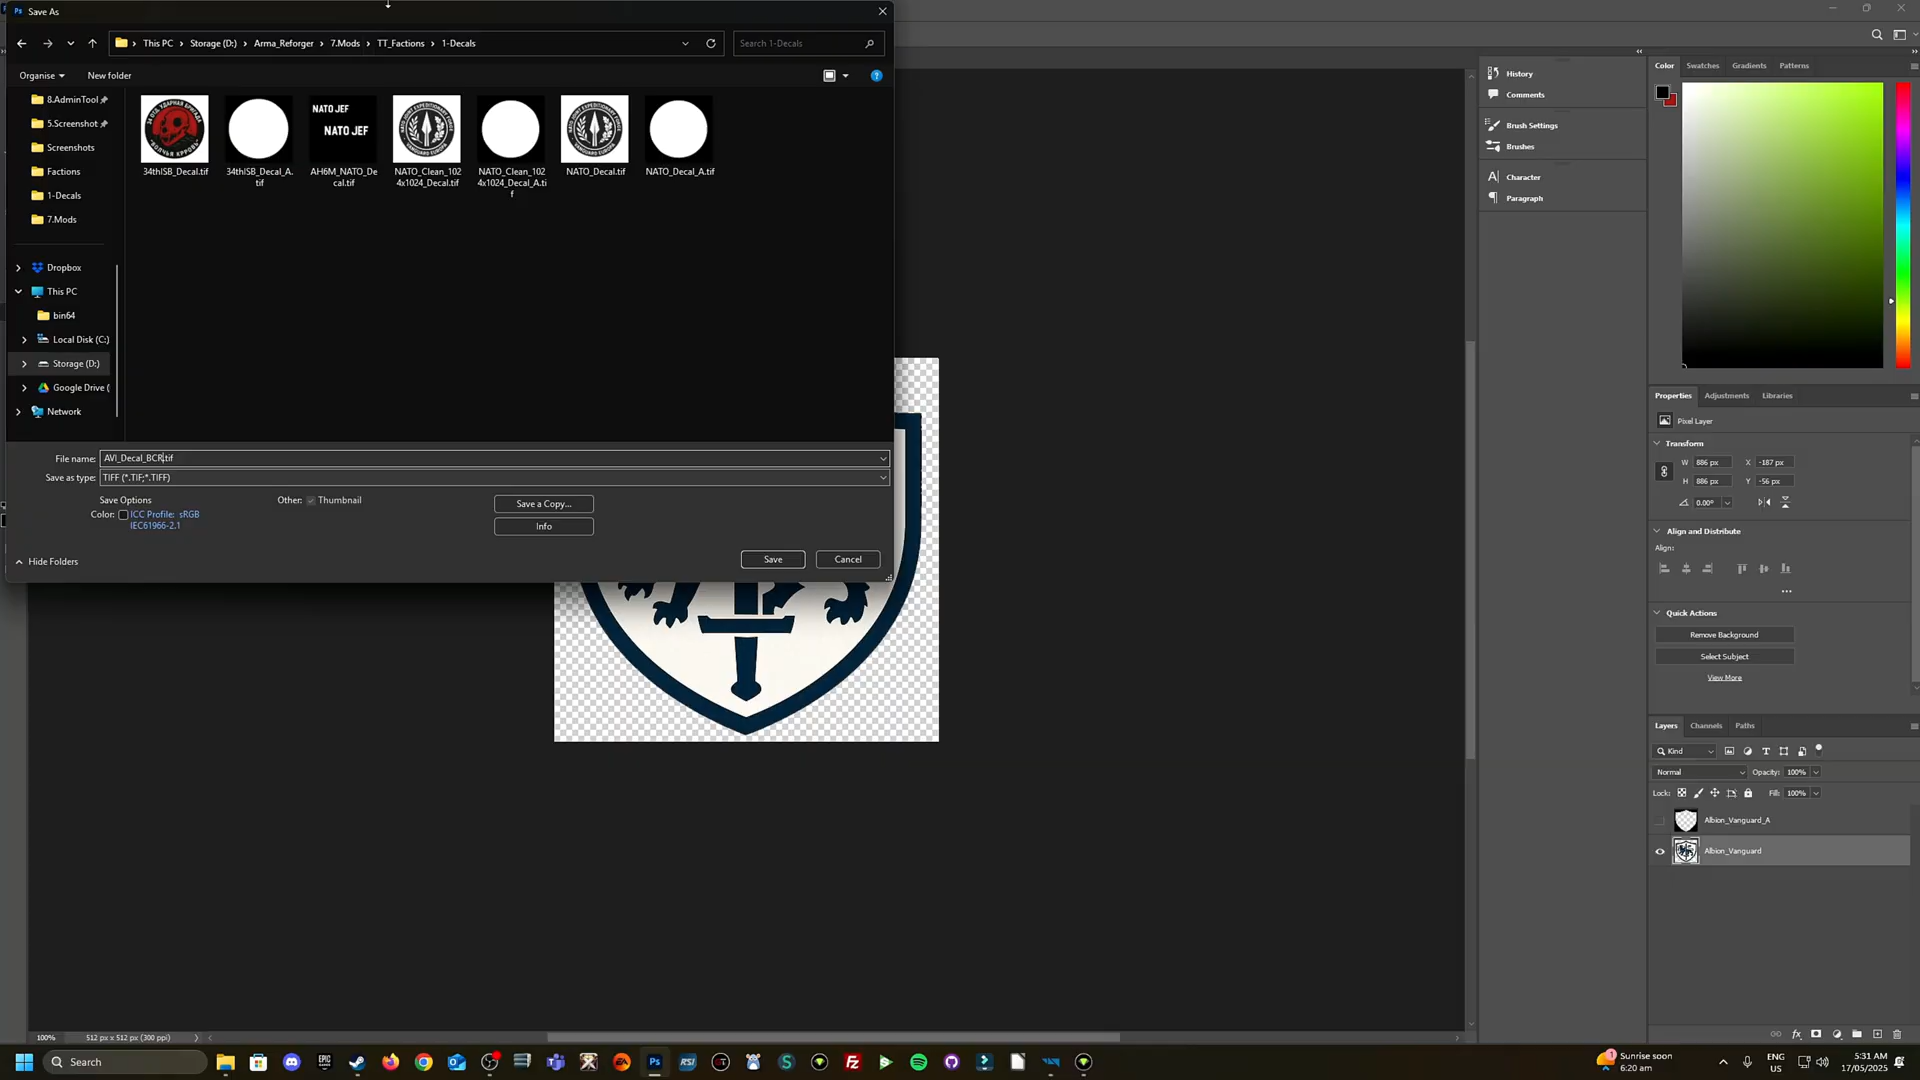 Save As
This PC
Storage (D:)
Arma_Reforger
7.Mods
TT_Factions
1-Decals
Search 1-Decals
Organise
New folder
8.AdminTool
5.Screenshot
Screenshots
Factions
1-Decals
7.Mods
Dropbox
This PC
bin64
Local Disk (C:)
Storage (D:)
Google Drive (
Network
NATO JEF
NATO JEF
34thISB_Decal.tif
34thISB_Decal_A.
tif
AH6M_NATO_De
cal.tif
NATO_Clean_102
4x1024_Decal.tif
NATO_Clean_102
4x1024_Decal_A.ti
f
NATO_Decal.tif
NATO_Decal_A.tif
File name:
AVI_Decal_BCR.tif
Save as type:
TIFF (*.TIF;*.TIFF)
Save Options
Color:
ICC Profile: sRGB
IEC61966-2.1
Other:
Thumbnail
Save a Copy...
Info
Hide Folders
Save
Cancel
History
Comments
Brush Settings
Brushes
Character
Paragraph
Color
Swatches
Gradients
Patterns
Properties
Adjustments
Libraries
Pixel Layer
Transform
W
886 px
X
-187 px
H
886 px
Y
-56 px
0.00°
Align and Distribute
Align:
Quick Actions
Remove Background
Select Subject
View More
Layers
Channels
Paths
Kind
Normal
Opacity:
100%
Lock:
Fill:
100%
Albion_Vanguard_A
Albion_Vanguard
100%
512 px x 512 px (300 ppi)
Search
Sunrise soon
6:20 am
ENG
US
5:31 AM
17/05/2025